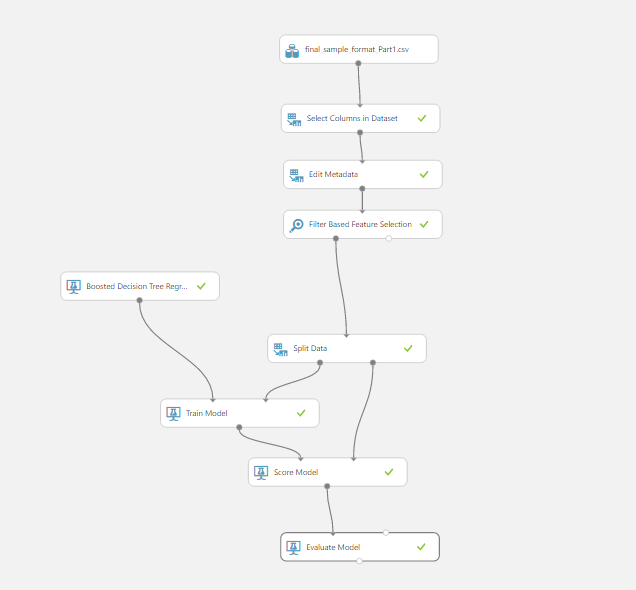 final_sample_format_Part1.csv
Select Columns in Dataset
Edit Metadata
Filter Based Feature Selection
Boosted Decision Tree Regr...
Split Data
Train Model
Score Model
Evaluate Model